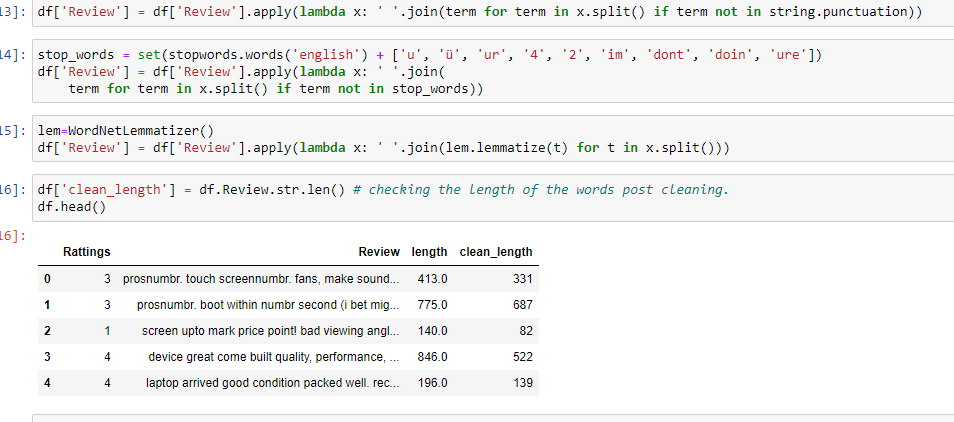 13]: df['Review'] = df['Review'].apply(lambda x: ' '.join(term for term in x.split() if term not in string.punctuation))
14]: stop_words = set(stopwords.words('english') + ['u', 'ü', 'ur', '4', '2', 'im', 'dont', 'doin', 'ure'])
df['Review'] = df['Review'].apply(lambda x: ' '.join(
term for term in x.split() if term not in stop_words))
15]: lem=WordNetLemmatizer()
df['Review'] = df['Review'].apply(lambda x: ' '.join(lem.lemmatize(t) for t in x.split()))
16]: df['clean_length'] = df.Review.str.len() # checking the length of the words post cleaning.
df.head()
16]:
Rattings Review length clean_length
0 3 prosnumbr. touch screennumbr. fans, make sound... 413.0 331
1 3 prosnumbr. boot within numbr second (i bet mig... 775.0 687
2 1 screen upto mark price point! bad viewing angl... 140.0 82
3 4 device great come built quality, performance, ... 846.0 522
4 4 laptop arrived good condition packed well. rec... 196.0 139